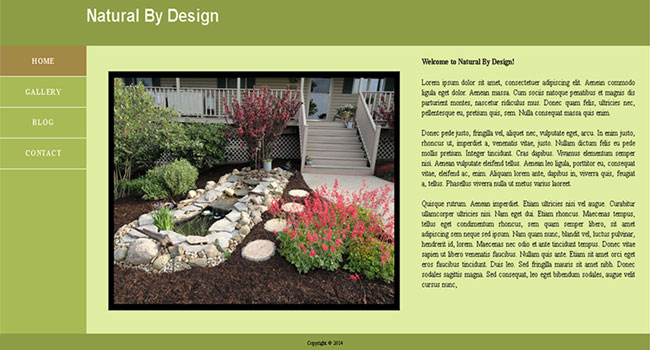 Natural By Design
HOME
GALLERY
BLOG
CONTACT
Welcome to Natural By Design!
Lorem ipsum dolor sit amet, consectetuer adipiscing elit. Aenean commodo
ligula eget dolor. Aenean massa. Cum sociis natoque penatibus et magnis dis
parturient montes, nascetur ridiculus mus. Donec quam felis, ultricies nec,
pellentesque eu, pretium quis, sem. Nulla consequat massa quis enim.
Donec pede justo, fringilla vel, aliquet nec, vulputate eget, arcu. In enim justo,
rhoncus ut, imperdiet a, venenatis vitae, justo. Nullam dictum felis eu pede
mollis pretium. Integer tincidunt. Cras dapibus. Vivamus elementum semper
nisi. Aenean vulputate eleifend tellus. Aenean leo ligula, porttitor eu, consequat
vitae, eleifend ac, enim. Aliquam lorem ante, dapibus in, viverra quis, feugiat
a, tellus. Phasellus viverra nulla ut metus varius laoreet.
Quisque rutrum. Aenean imperdiet. Etiam ultricies nisi vel augue. Curabitur
ullamcorper ultricies nisi. Nam eget dui. Etiam rhoncus. Maecenas tempus,
tellus eget condimentum rhoncus, sem quam semper libero, sit amet
adipiscing sem neque sed ipsum. Nam quam nunc, blandit vel, luctus pulvinar,
hendrerit id, lorem. Maecenas nec odio et ante tincidunt tempus. Donec vitae
sapien ut libero venenatis faucibus. Nullam quis ante. Etiam sit amet orci eget
eros faucibus tincidunt. Duis leo. Sed fringilla mauris sit amet nibh. Donec
sodales sagittis magna. Sed consequat, leo eget bibendum sodales, augue velit
cursus nunc,
Copyright © 2014